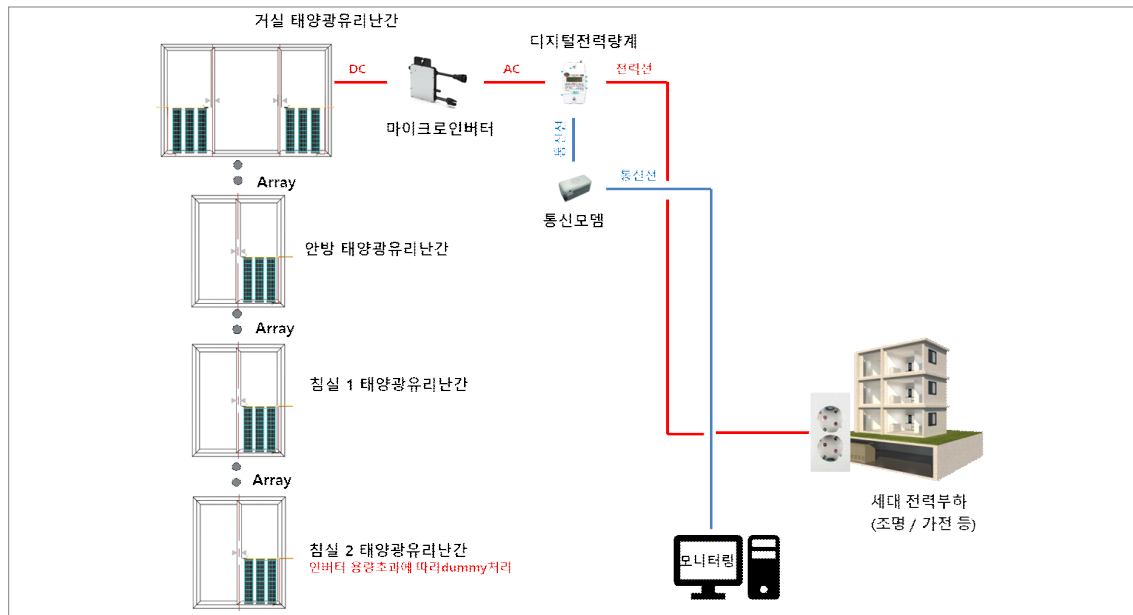 거실 태양광유리난간
디지털전력량계
DC
AC
전력선
마이크로인버터
통신선
Array
통신선
통신모뎀
안방 태양광유리난간
Array
침실 1 태양광유리난간
Array
세대 전력부하
(조명 / 가전 등)
침실 2 태양광유리난간
인버터 용량초과에 따라dummy처리
모니터링